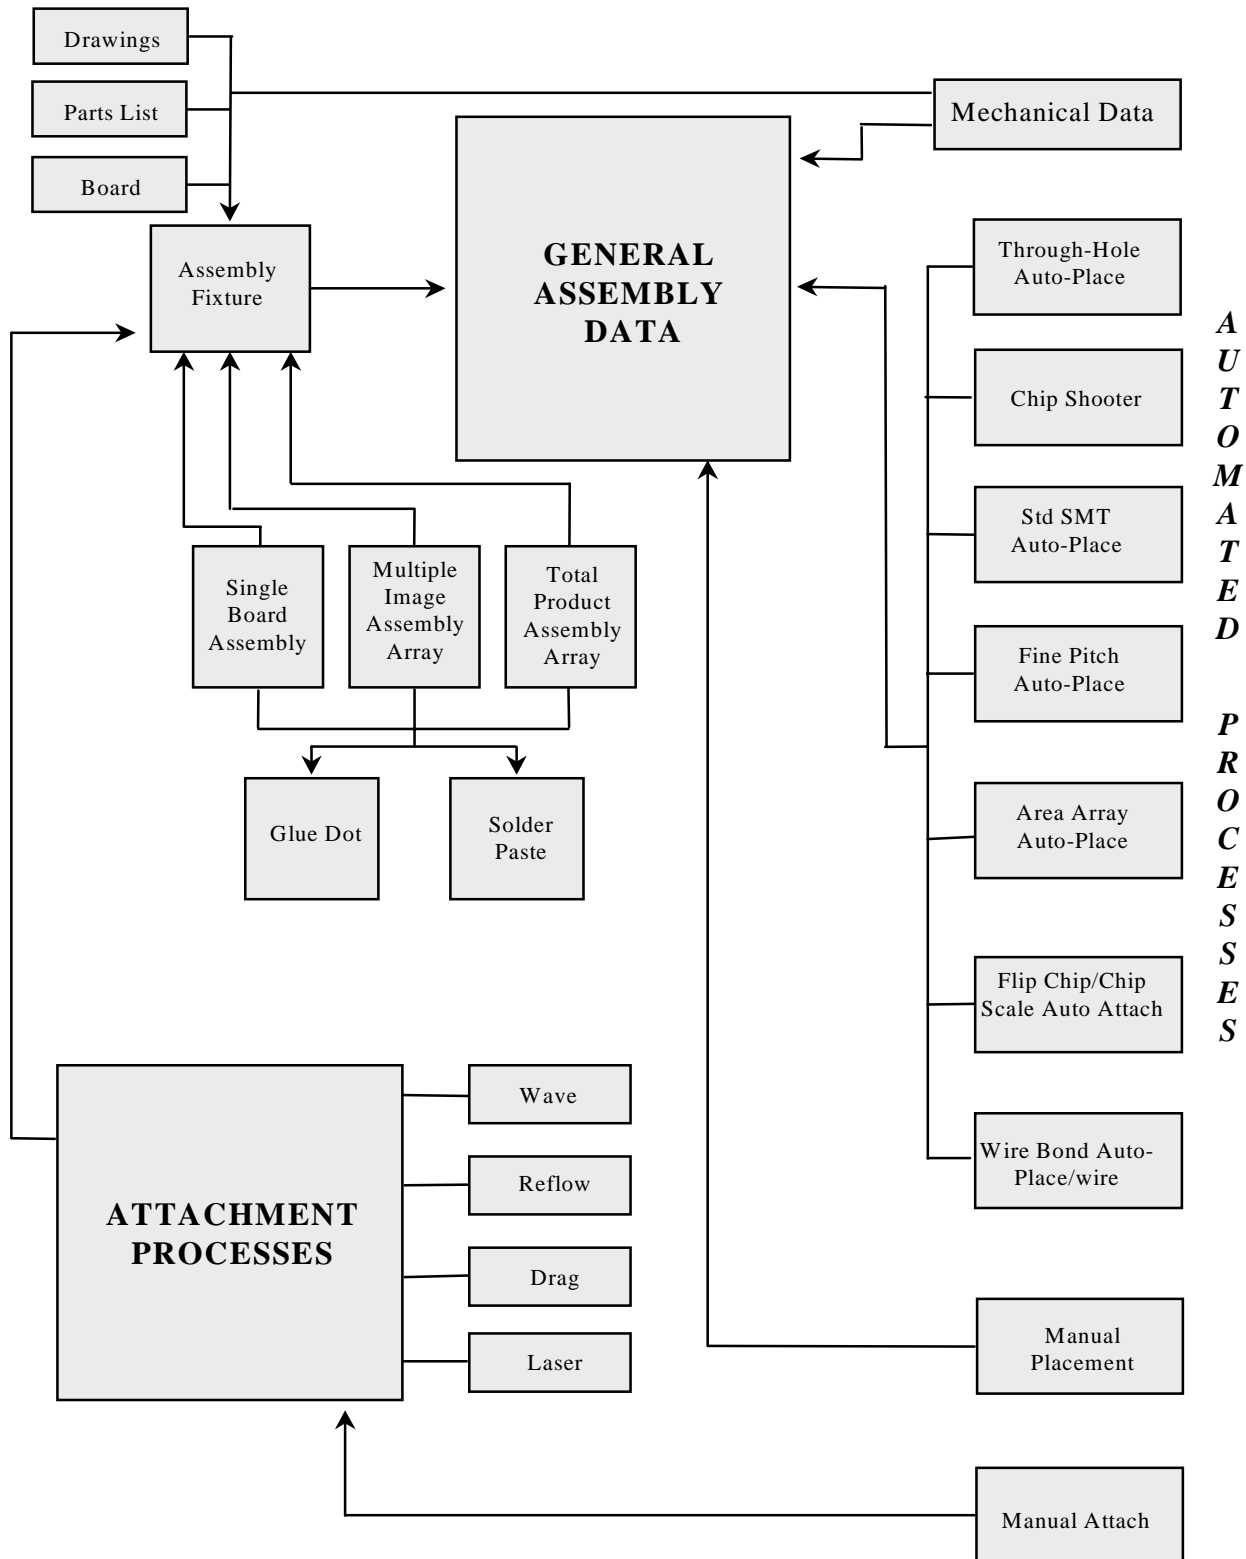 Drawings
Parts List
Board
Mechanical Data
Assembly
Fixture
GENERAL
ASSEMBLY
DATA
Through-Hole
Auto-Place
Chip Shooter
Std SMT
Auto-Place
Fine Pitch
Auto-Place
Area Array
Auto-Place
Flip Chip/Chip
Scale Auto Attach
Wire Bond Auto-
Place/wire
AUTOMATED
PROCESSES
Single
Board
Assembly
Multiple
Image
Assembly
Array
Total
Product
Assembly
Array
Glue Dot
Solder
Paste
ATTACHMENT
PROCESSES
Wave
Reflow
Drag
Laser
Manual
Placement
Manual Attach